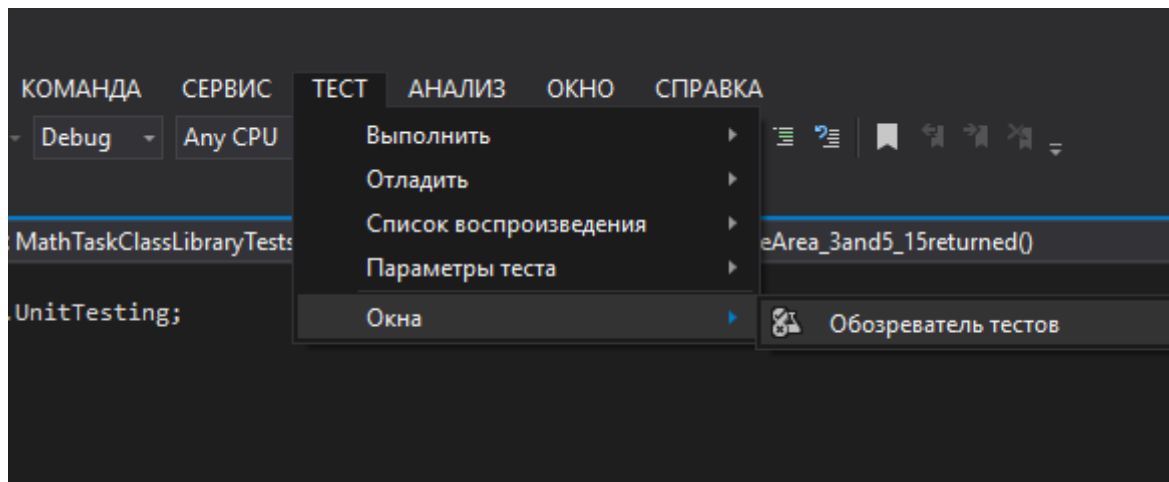 КОМАНДА СЕРВИС ТЕСТ АНАЛИЗ ОКНО СПРАВКА
Debug Any CPU
Выполнить
Отладить
Список воспроизведения
MathTaskClassLibraryTests eArea_3and5_15returned()
Параметры теста
.UnitTesting;
Окна
Обозреватель тестов